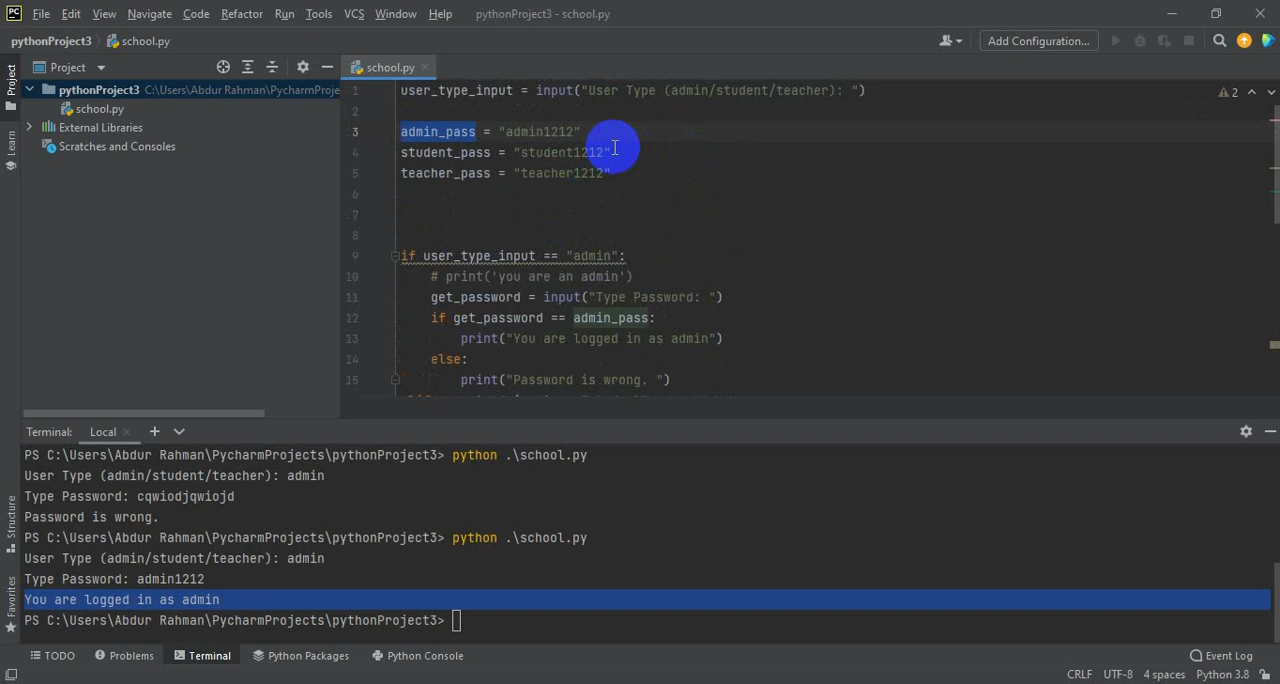 PC File Edit View Navigate Code Refactor Run Tools VCS Window Help pythonProject3 - school.py
pythonProject3 school.py Add Configuration...
Project school.py
1 user_type_input = input("User Type (admin/student/teacher): ") 2
pythonProject3 C:\Users\Abdur Rahman\PycharmProje
school.py
External Libraries
Scratches and Consoles
2
3 admin_pass = "admin1212"
4 student_pass = "student1212"
5 teacher_pass = "teacher1212"
6
7
8
9 if user_type_input == "admin":
10 # print('you are an admin')
11 get_password = input("Type Password: ")
12 if get_password == admin_pass:
13 print("You are logged in as admin")
14 else:
15 print("Password is wrong. ")
Project
Learn
Structure
Favorites
Terminal: Local
PS C:\Users\Abdur Rahman\PycharmProjects\pythonProject3> python .\school.py
User Type (admin/student/teacher): admin
Type Password: cqwiodjqwiojd
Password is wrong.
PS C:\Users\Abdur Rahman\PycharmProjects\pythonProject3> python .\school.py
User Type (admin/student/teacher): admin
Type Password: admin1212
You are logged in as admin
PS C:\Users\Abdur Rahman\PycharmProjects\pythonProject3>
TODO Problems Terminal Python Packages Python Console Event Log
CRLF UTF-8 4 spaces Python 3.8